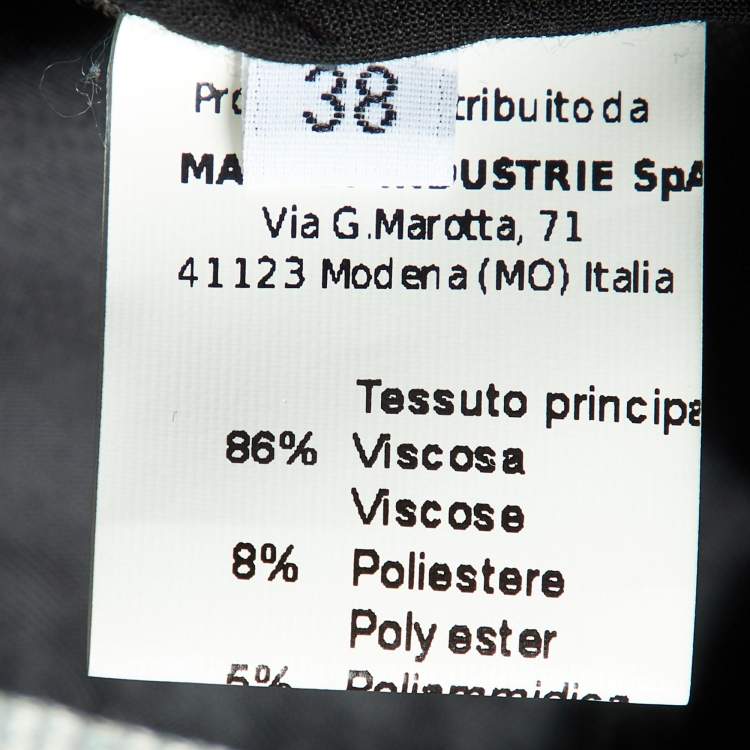 38
tribuito da
USTRIE SpA
Via G.Marotta, 71
41123 Modena (MO) Italia
Tessuto principa
86% Viscosa
Viscose
8% Poliestere
Polyester
5%